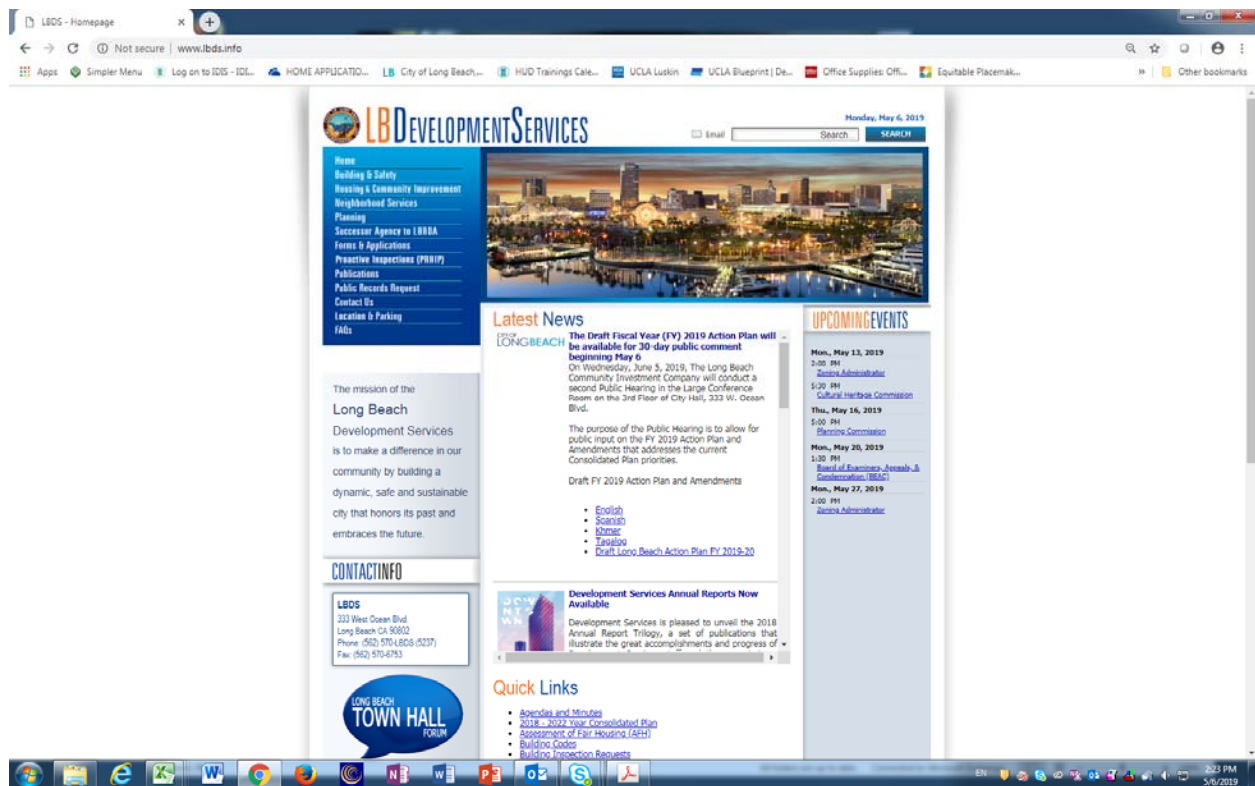 LBDS - Homepage
Not secure | www.lbds.info
Apps Simpler Menu Log on to IDIS - IDI... HOME APPLICATIO... City of Long Beach,... HUD Trainings Cale... UCLA Luskin UCLA Blueprint | De... Office Supplies: Offi... Equitable Placemak... » Other bookmarks
LBDEVELOPMENTSERVICES
Monday, May 6, 2019
Email Search... SEARCH
Home
Building & Safety
Housing & Community Improvement
Neighborhood Services
Planning
Successor Agency to LBRDA
Forms & Applications
Proactive Inspections (PRHIP)
Publications
Public Records Request
Contact Us
Location & Parking
FAQs
The mission of the
Long Beach
Development Services
is to make a difference in our
community by building a
dynamic, safe and sustainable
city that honors its past and
embraces the future.
CONTACTINFO
LBDS
333 West Ocean Blvd.
Long Beach CA 90802
Phone: (562) 570-LBDS (5237)
Fax: (562) 570-6753
LONG BEACH
TOWN HALL
FORUM
Latest News
CITY OF
LONGBEACH
The Draft Fiscal Year (FY) 2019 Action Plan will
be available for 30-day public comment
beginning May 6
On Wednesday, June 5, 2019, The Long Beach
Community Investment Company will conduct a
second Public Hearing in the Large Conference
Room on the 3rd Floor of City Hall, 333 W. Ocean
Blvd.
The purpose of the Public Hearing is to allow for
public input on the FY 2019 Action Plan and
Amendments that addresses the current
Consolidated Plan priorities.
Draft FY 2019 Action Plan and Amendments
• English
• Spanish
• Khmer
• Tagalog
• Draft Long Beach Action Plan FY 2019-20
DOW
NTO
WN
Development Services Annual Reports Now
Available
Development Services is pleased to unveil the 2018
Annual Report Trilogy, a set of publications that
illustrate the great accomplishments and progress of
Quick Links
• Agendas and Minutes
• 2018 - 2022 Year Consolidated Plan
• Assessment of Fair Housing (AFH)
• Building Codes
• Building Inspection Requests
UPCOMINGEVENTS
Mon., May 13, 2019
2:00 PM
Zoning Administrator
5:30 PM
Cultural Heritage Commission
Thu., May 16, 2019
5:00 PM
Planning Commission
Mon., May 20, 2019
1:30 PM
Board of Examiners, Appeals, &
Condemnation (BEAC)
Mon., May 27, 2019
2:00 PM
Zoning Administrator
EN
2:23 PM
5/6/2019